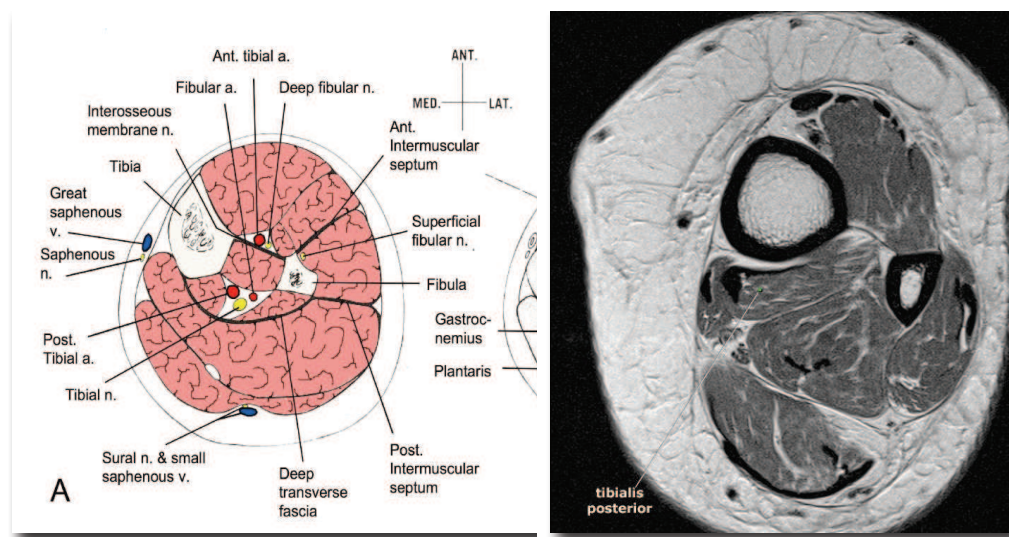 Ant. tibial a.
Fibular a.
Deep fibular n.
Interosseous
membrane n.
Tibia
Great
saphenous
v.
Saphenous
n.
Post.
Tibial a.
Tibial n.
Sural n. & small
saphenous v.
A
Deep
transverse
fascia
ANT.
MED.
LAT.
Ant.
Intermuscular
septum
Superficial
fibular n.
Fibula
Gastroc-
nemius
Plantaris
Post.
Intermuscular
septum
tibialis
posterior